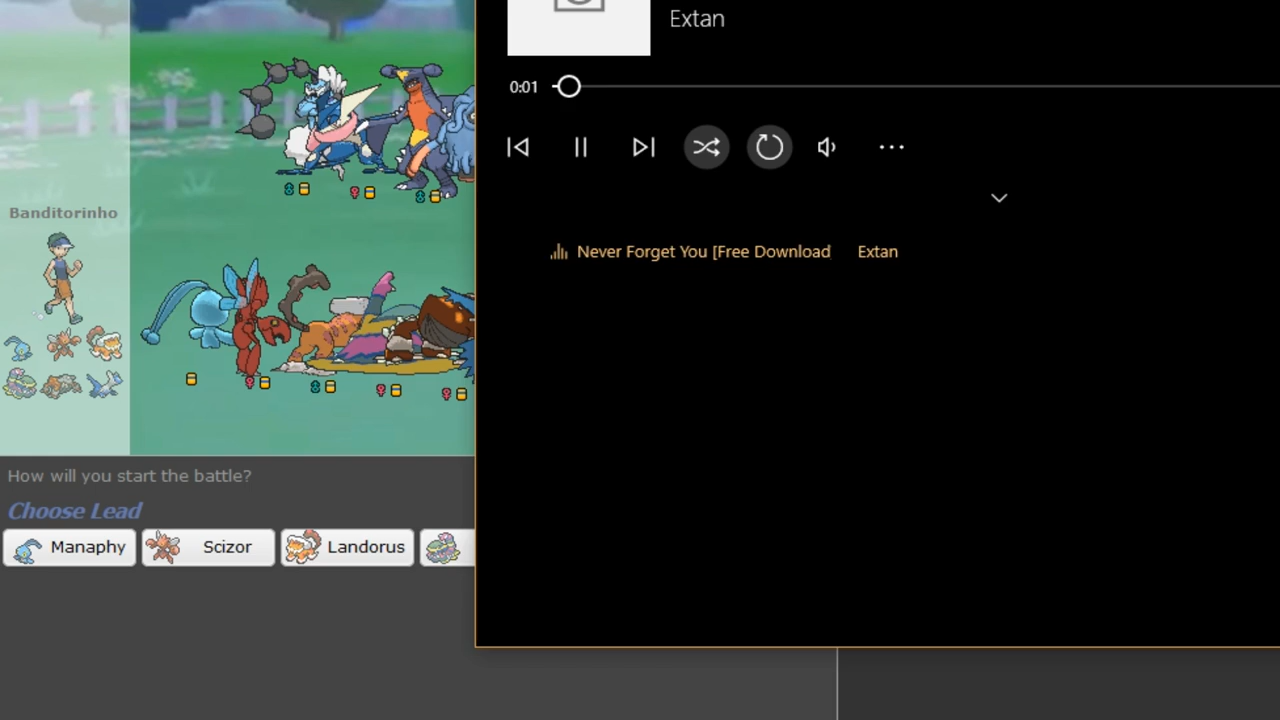 Extan
0:01
Never Forget You [Free Download Extan
Banditorinho
How will you start the battle?
Choose Lead
Manaphy Scizor Landorus